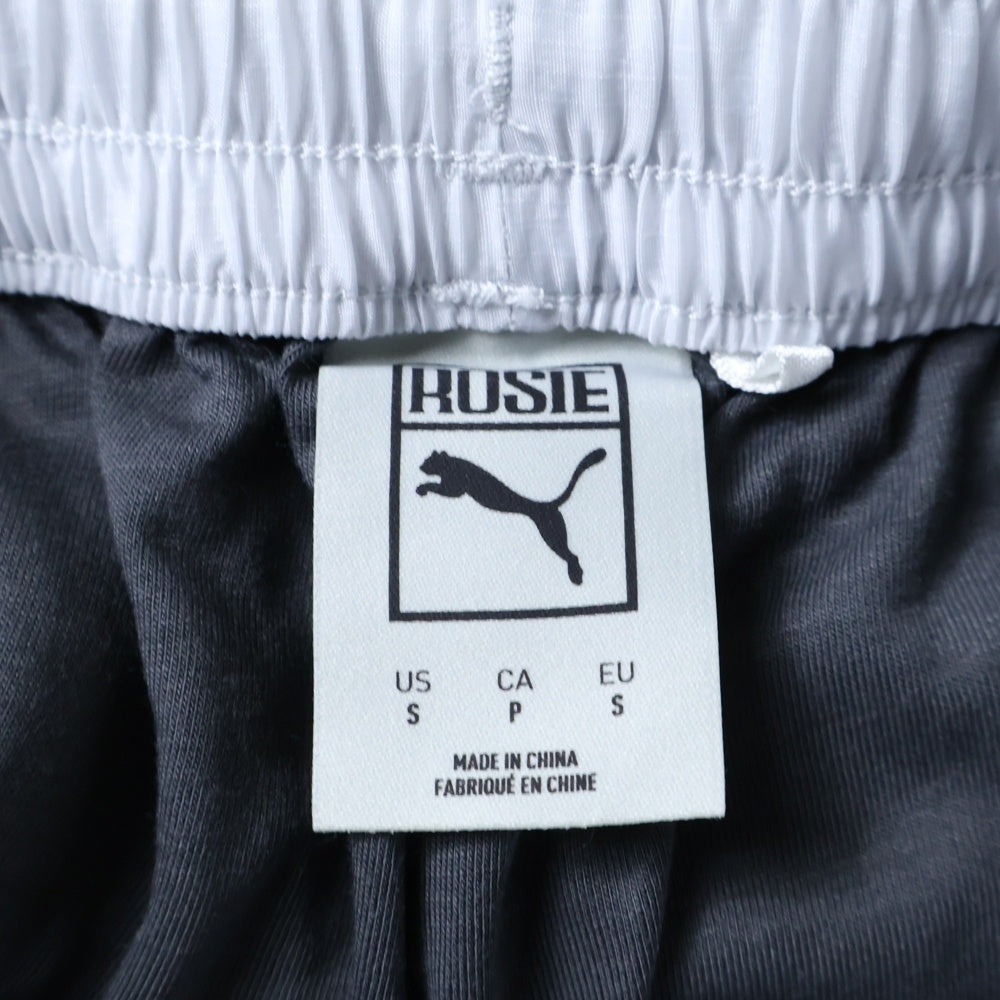 ROSIE
US CA EU
S P S
MADE IN CHINA
FABRIQUÉ EN CHINE